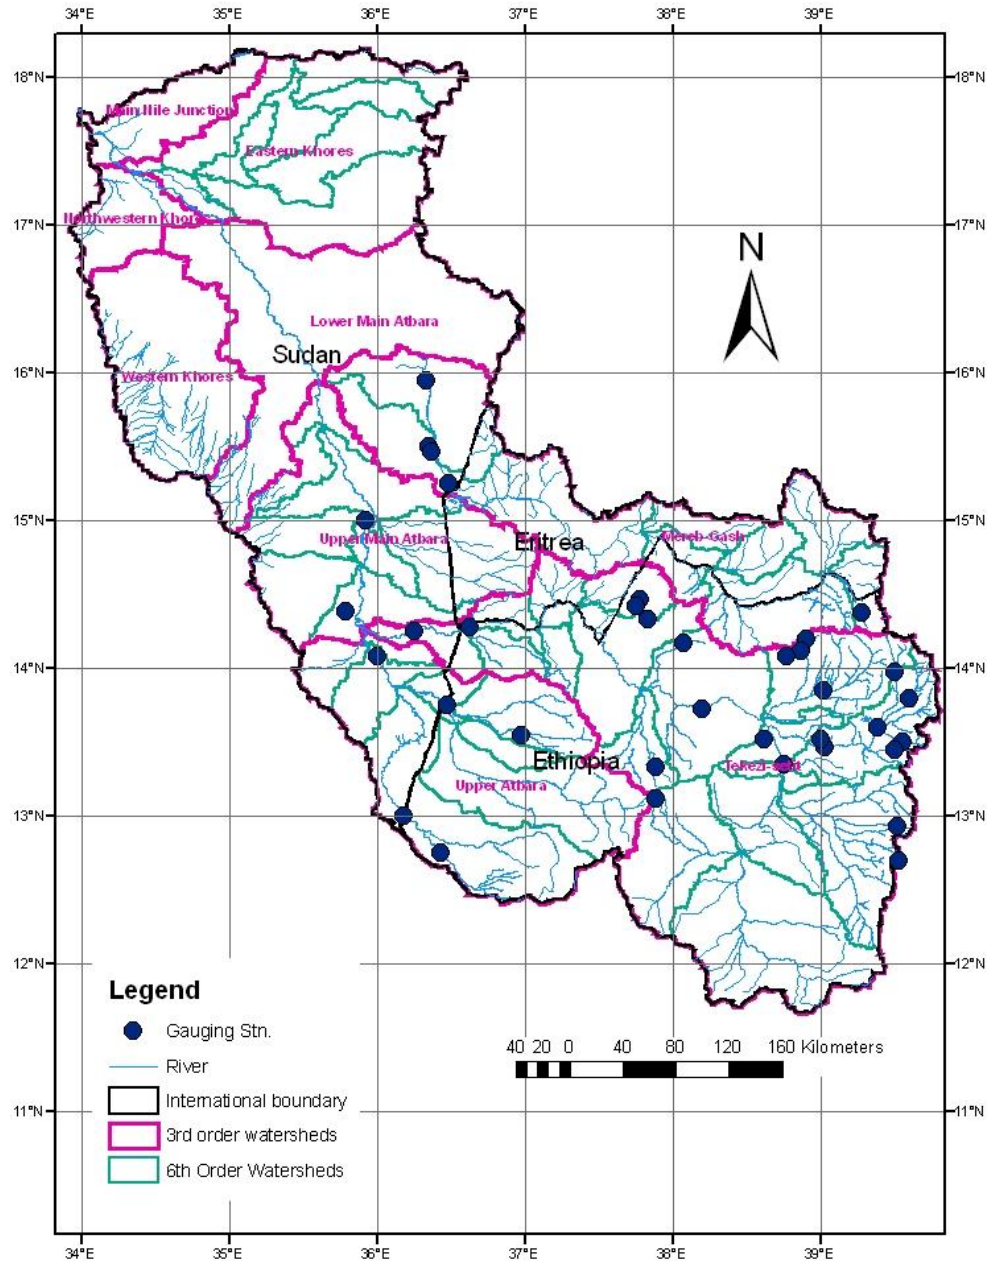 34°E 35°E 36°E 37°E 38°E 39°E
18°N 18°N
Main Nile Junction
Eastern Khores
17°N 17°N
Northwestern Khores
N
Lower Main Atbara
Sudan
16°N 16°N
Western Khores
15°N 15°N
Upper Main Atbara
Eritrea
Mereb-Gash
14°N 14°N
Ethiopia
Tekezi-setit
Upper Atbara
13°N 13°N
12°N 12°N
Legend
Gauging Stn.
River
International boundary
3rd order watersheds
6th Order Watersheds
40 20 0 40 80 120 160 Kilometers
11°N 11°N
34°E 35°E 36°E 37°E 38°E 39°E